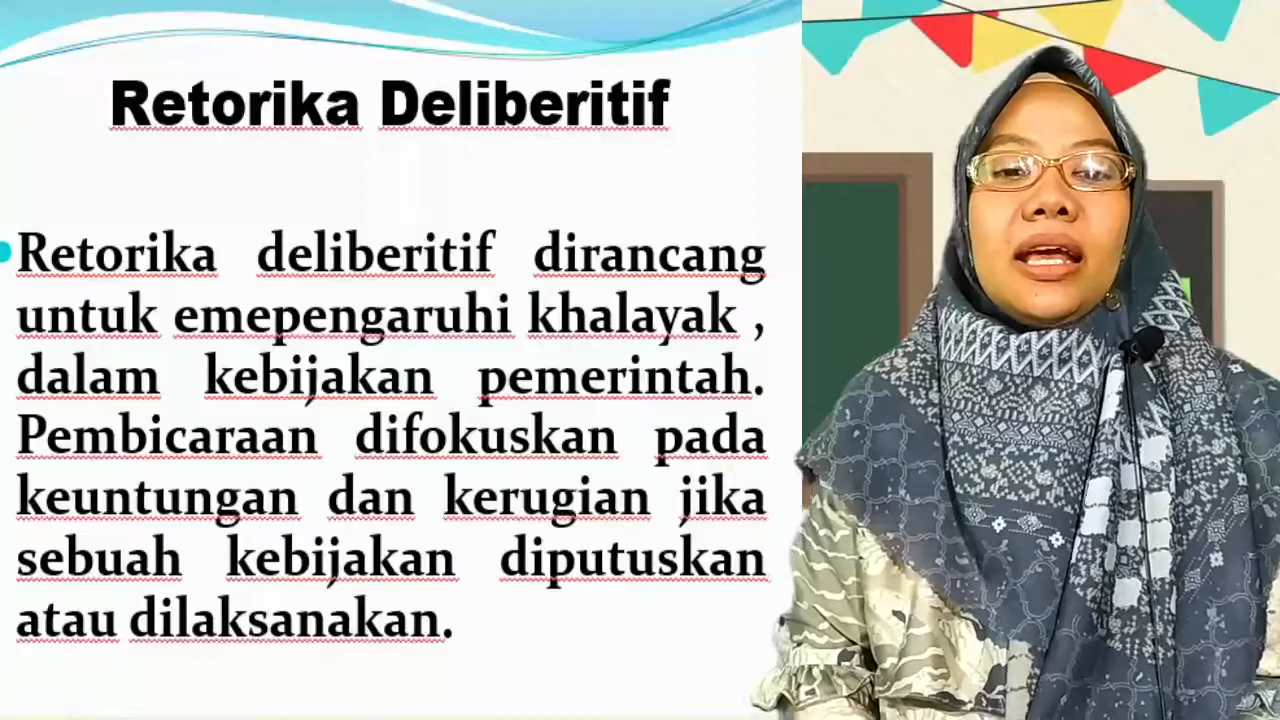 Retorika Deliberitif
Retorika deliberitif dirancang
untuk emepengaruhi khalayak ,
dalam kebijakan pemerintah.
Pembicaraan difokuskan pada
keuntungan dan kerugian jika
sebuah kebijakan diputuskan
atau dilaksanakan.